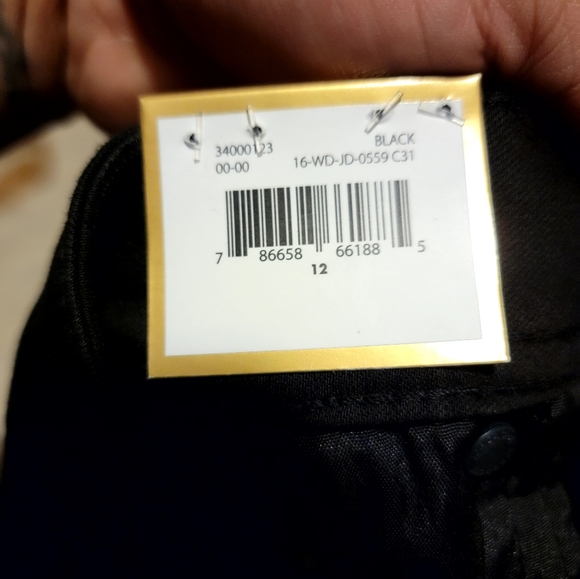 34000123 BLACK
00-00 16-WD-JD-0559 C31
7 86658 66188 5
12